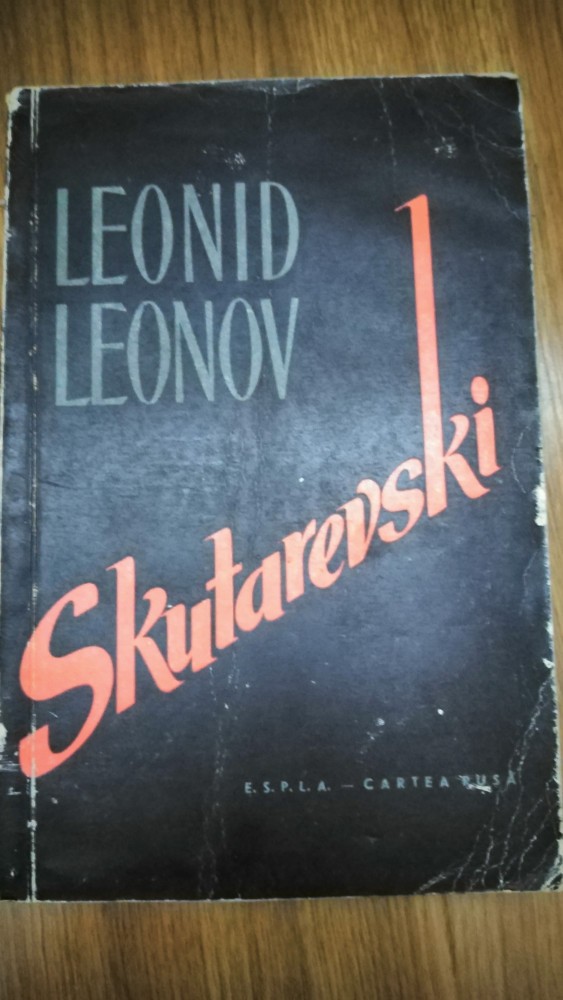 LEONID
LEONOV
Skutarevski
E.S.P.L.A. — CARTEA RUSĂ